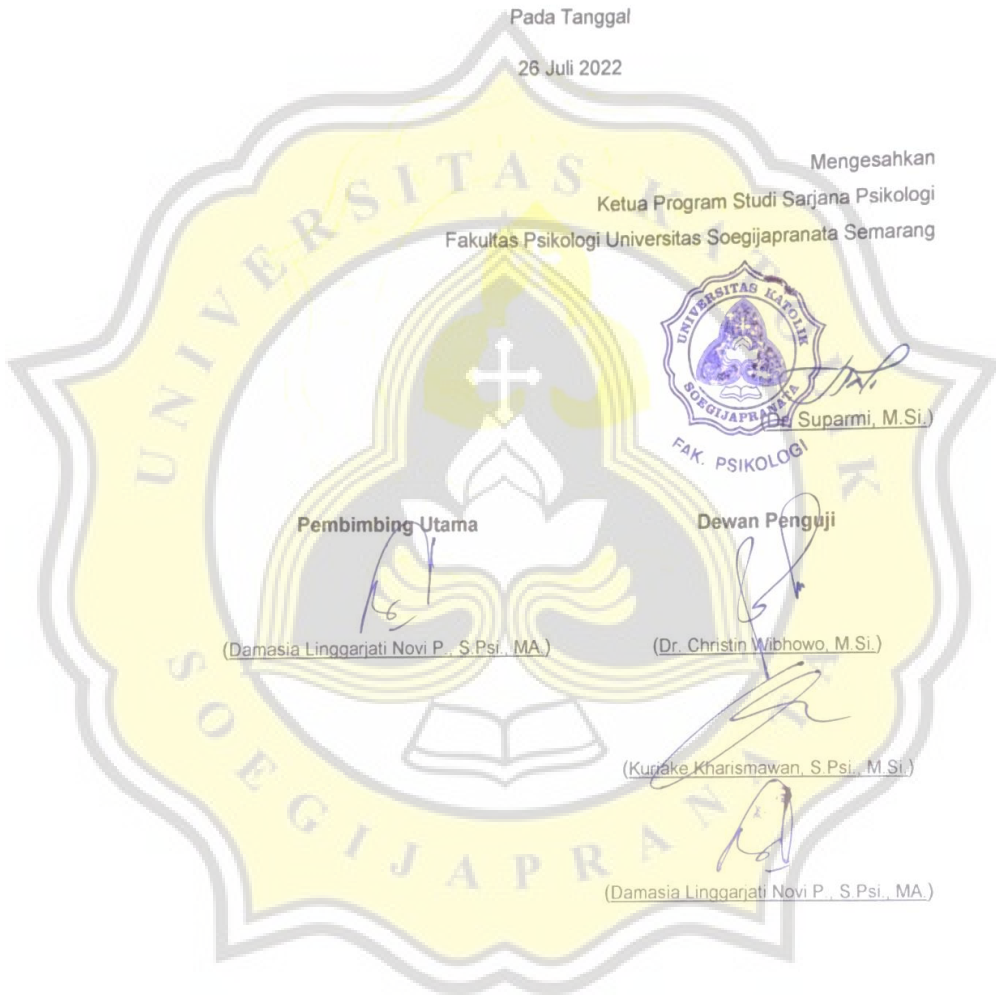 Pada Tanggal
26 Juli 2022
Mengesahkan
Ketua Program Studi Sarjana Psikologi
Fakultas Psikologi Universitas Soegijapranata Semarang
UNIVERSITAS KATOLIK
SOEGIJAPRANATA
FAK. PSIKOLOGI
(Dr. Suparmi, M.Si.)
Pembimbing Utama
Dewan Penguji
(Damasia Linggarjati Novi P., S.Psi., MA.)
(Dr. Christin Wibhowo, M.Si.)
(Kuriake Kharismawan, S.Psi., M.Si.)
(Damasia Linggarjati Novi P., S.Psi., MA.)
UNIVERSITAS KATOLIK
SOEGIJAPRANATA